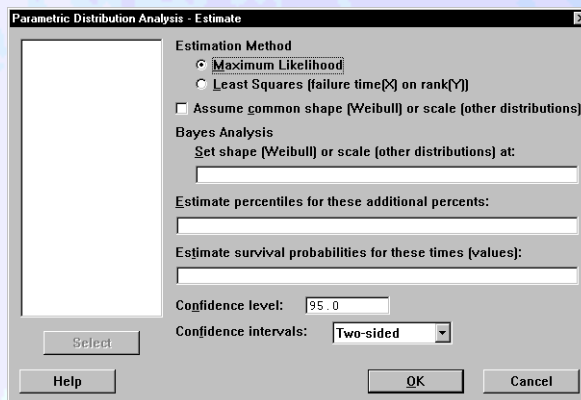 Parametric Distribution Analysis - Estimate
Estimation Method
Maximum Likelihood
Least Squares (failure time(X) on rank(Y))
Assume common shape (Weibull) or scale (other distributions)
Bayes Analysis
Set shape (Weibull) or scale (other distributions) at:
Estimate percentiles for these additional percents:
Estimate survival probabilities for these times (values):
Confidence level: 95.0
Confidence intervals: Two-sided
Select
Help OK Cancel